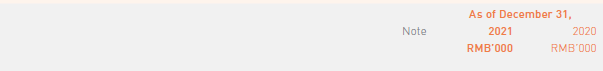 As of December 31,
Note 2021 2020
RMB'000 RMB'000